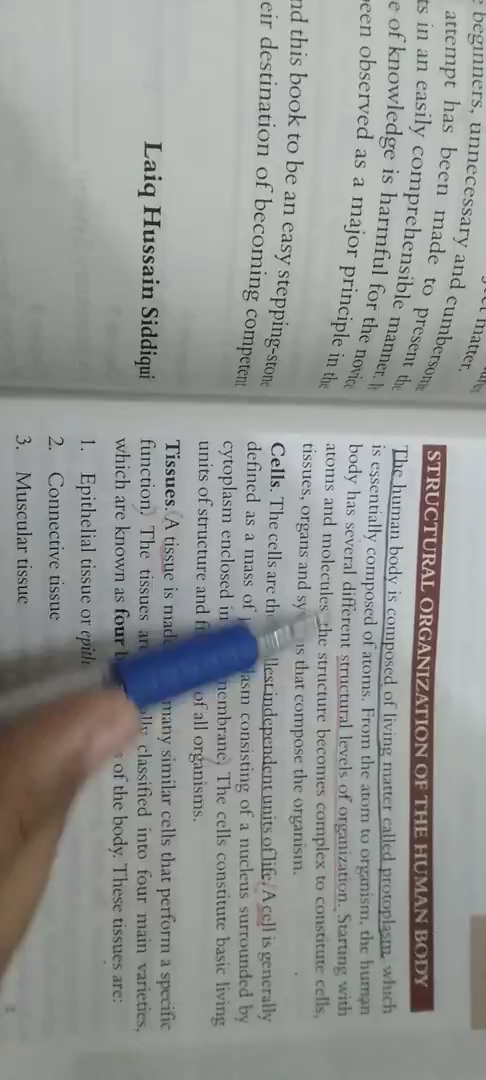 beginners, unnecessary and cumbersome
attempt has been made to present the
ts in an easily comprehensible manner.
e of knowledge is harmful for the novice
een observed as a major principle in the
nd this book to be an easy stepping-stone
eir destination of becoming competent
Laiq Hussain Siddiqui
STRUCTURAL ORGANIZATION OF THE HUMAN BODY
The human body is composed of living matter called protoplasm, which
is essentially composed of atoms. From the atom to organism, the human
body has several different structural levels of organization. Starting with
atoms and molecules, the structure becomes complex to constitute cells,
tissues, organs and sy s that compose the organism.
Cells. The cells are th llest independent units of life. A cell is generally
defined as a mass of lasm consisting of a nucleus surrounded by
cytoplasm enclosed in membrane. The cells constitute basic living
units of structure and f of all organisms.
Tissues. A tissue is made many similar cells that perform a specific
function. The tissues are lly classified into four main varieties,
which are known as four b s of the body. These tissues are:
1. Epithelial tissue or epith
2. Connective tissue
3. Muscular tissue